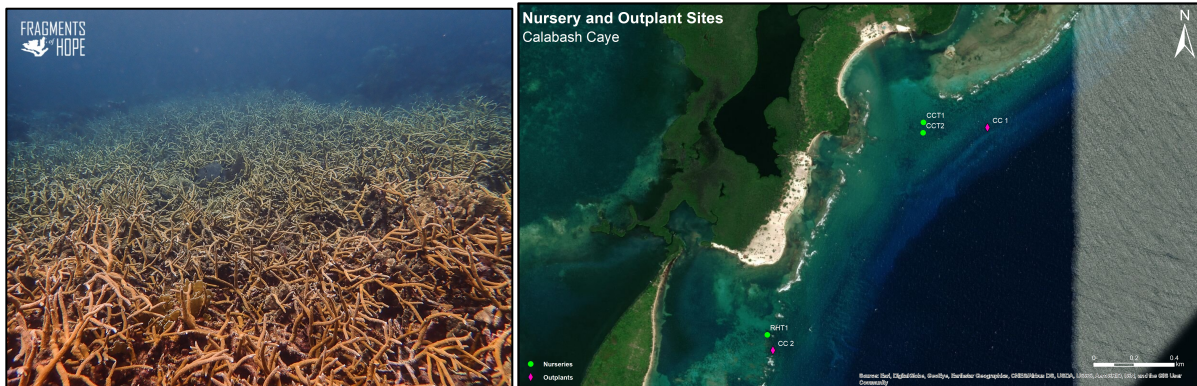 FRAGMENTS
of
HOPE
Nursery and Outplant Sites
Calabash Caye
N
CCT1
CCT2
CC 1
RHT1
CC 2
Nurseries
Outplants
0 0.2 0.4
km
Source: Esri, DigitalGlobe, GeoEye, Earthstar Geographics, CNES/Airbus DS, USDA, USGS, AeroGRID, IGN, and the GIS User
Community